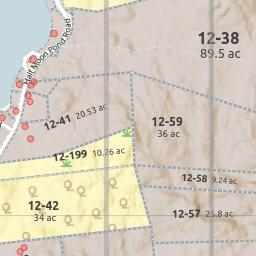 Half Moon Pond Road
12-38
89.5 ac
12-41 20.53 ac
12-59
36 ac
12-199 10.26 ac
12-58 9.24 ac
12-42
34 ac
12-57 25.8 ac